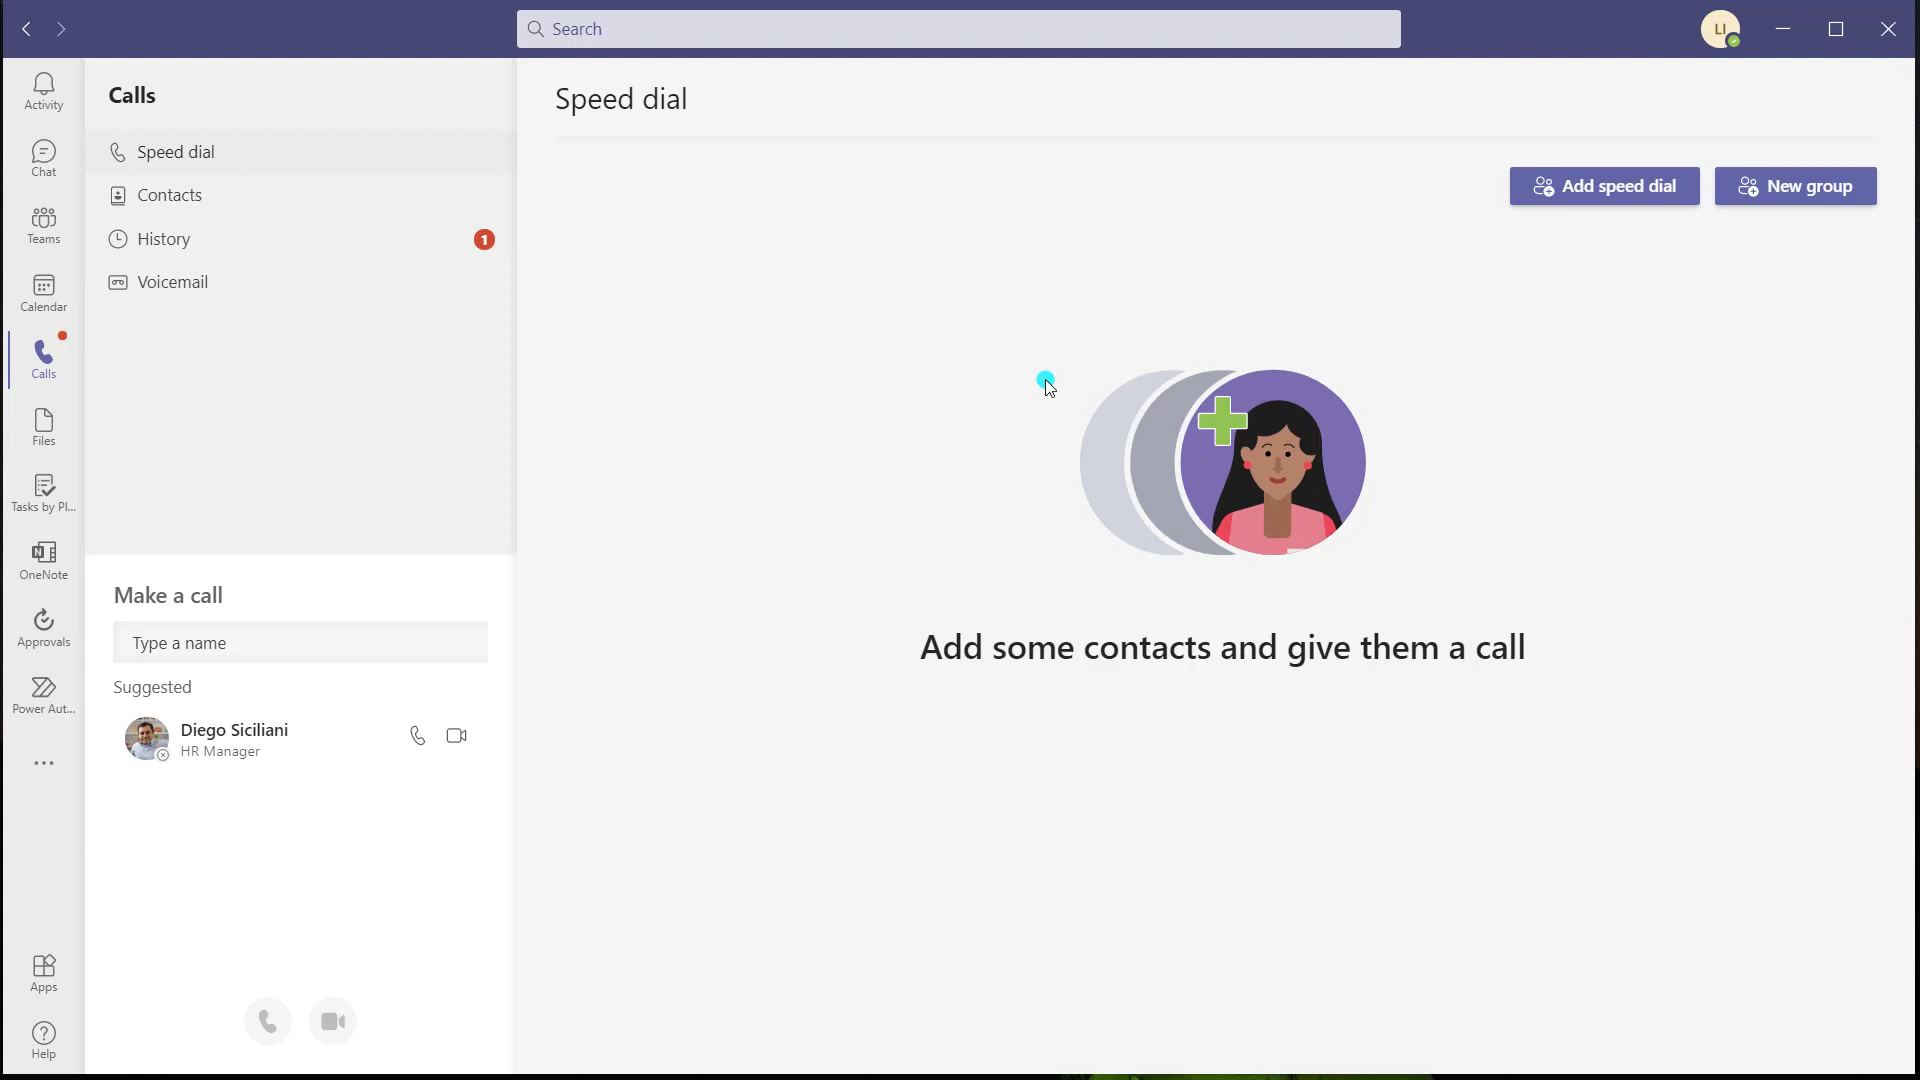 Search
LI
Activity
Chat
Teams
Calendar
Calls
Files
Tasks by Pl...
OneNote
Approvals
Power Aut...
Apps
Help
Calls
Speed dial
Contacts
History
1
Voicemail
Make a call
Type a name
Suggested
Diego Siciliani
HR Manager
Speed dial
Add speed dial
New group
Add some contacts and give them a call